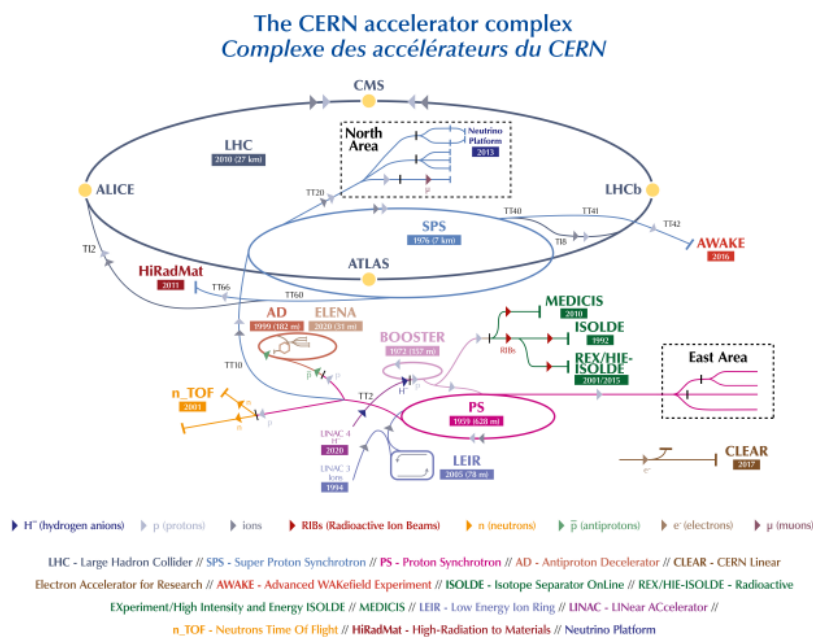 The CERN accelerator complex
Complexe des accélérateurs du CERN
CMS
LHC
2010 (27 km)
North
Area
Neutrino
Platform
2013
μ
ALICE
LHCb
TT20
TT40
TT41
TT42
SPS
1976 (7 km)
TI8
TI2
AWAKE
2016
ATLAS
HiRadMat
2011
TT66
TT60
AD
1999 (182 m)
ELENA
2020 (31 m)
MEDICIS
2010
BOOSTER
1972 (157 m)
ISOLDE
1992
RIBs
REX/HIE-
ISOLDE
2001/2015
East Area
TT10
p̅
p
TT2
H⁻
p
n_TOF
2001
n
n
p
PS
1959 (628 m)
LINAC 4
H⁻
2020
LINAC 3
Ions
1994
LEIR
2005 (78 m)
CLEAR
2017
e⁻
H⁻ (hydrogen anions) p (protons) ions RIBs (Radioactive Ion Beams) n (neutrons) p̅ (antiprotons) e⁻ (electrons) μ (muons)
LHC - Large Hadron Collider // SPS - Super Proton Synchrotron // PS - Proton Synchrotron // AD - Antiproton Decelerator // CLEAR - CERN Linear
Electron Accelerator for Research // AWAKE - Advanced WAKefield Experiment // ISOLDE - Isotope Separator OnLine // REX/HIE-ISOLDE - Radioactive
EXperiment/High Intensity and Energy ISOLDE // MEDICIS // LEIR - Low Energy Ion Ring // LINAC - LINear ACcelerator //
n_TOF - Neutrons Time Of Flight // HiRadMat - High-Radiation to Materials // Neutrino Platform